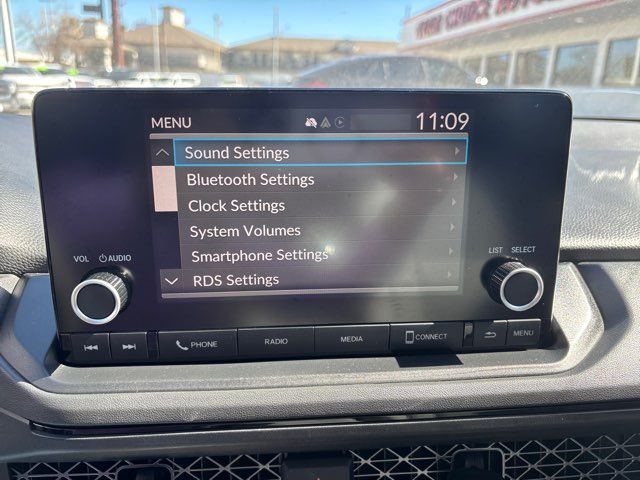 MENU 11:09
Sound Settings
Bluetooth Settings
Clock Settings
System Volumes
Smartphone Settings
RDS Settings
VOL AUDIO
LIST SELECT
PHONE RADIO MEDIA CONNECT MENU